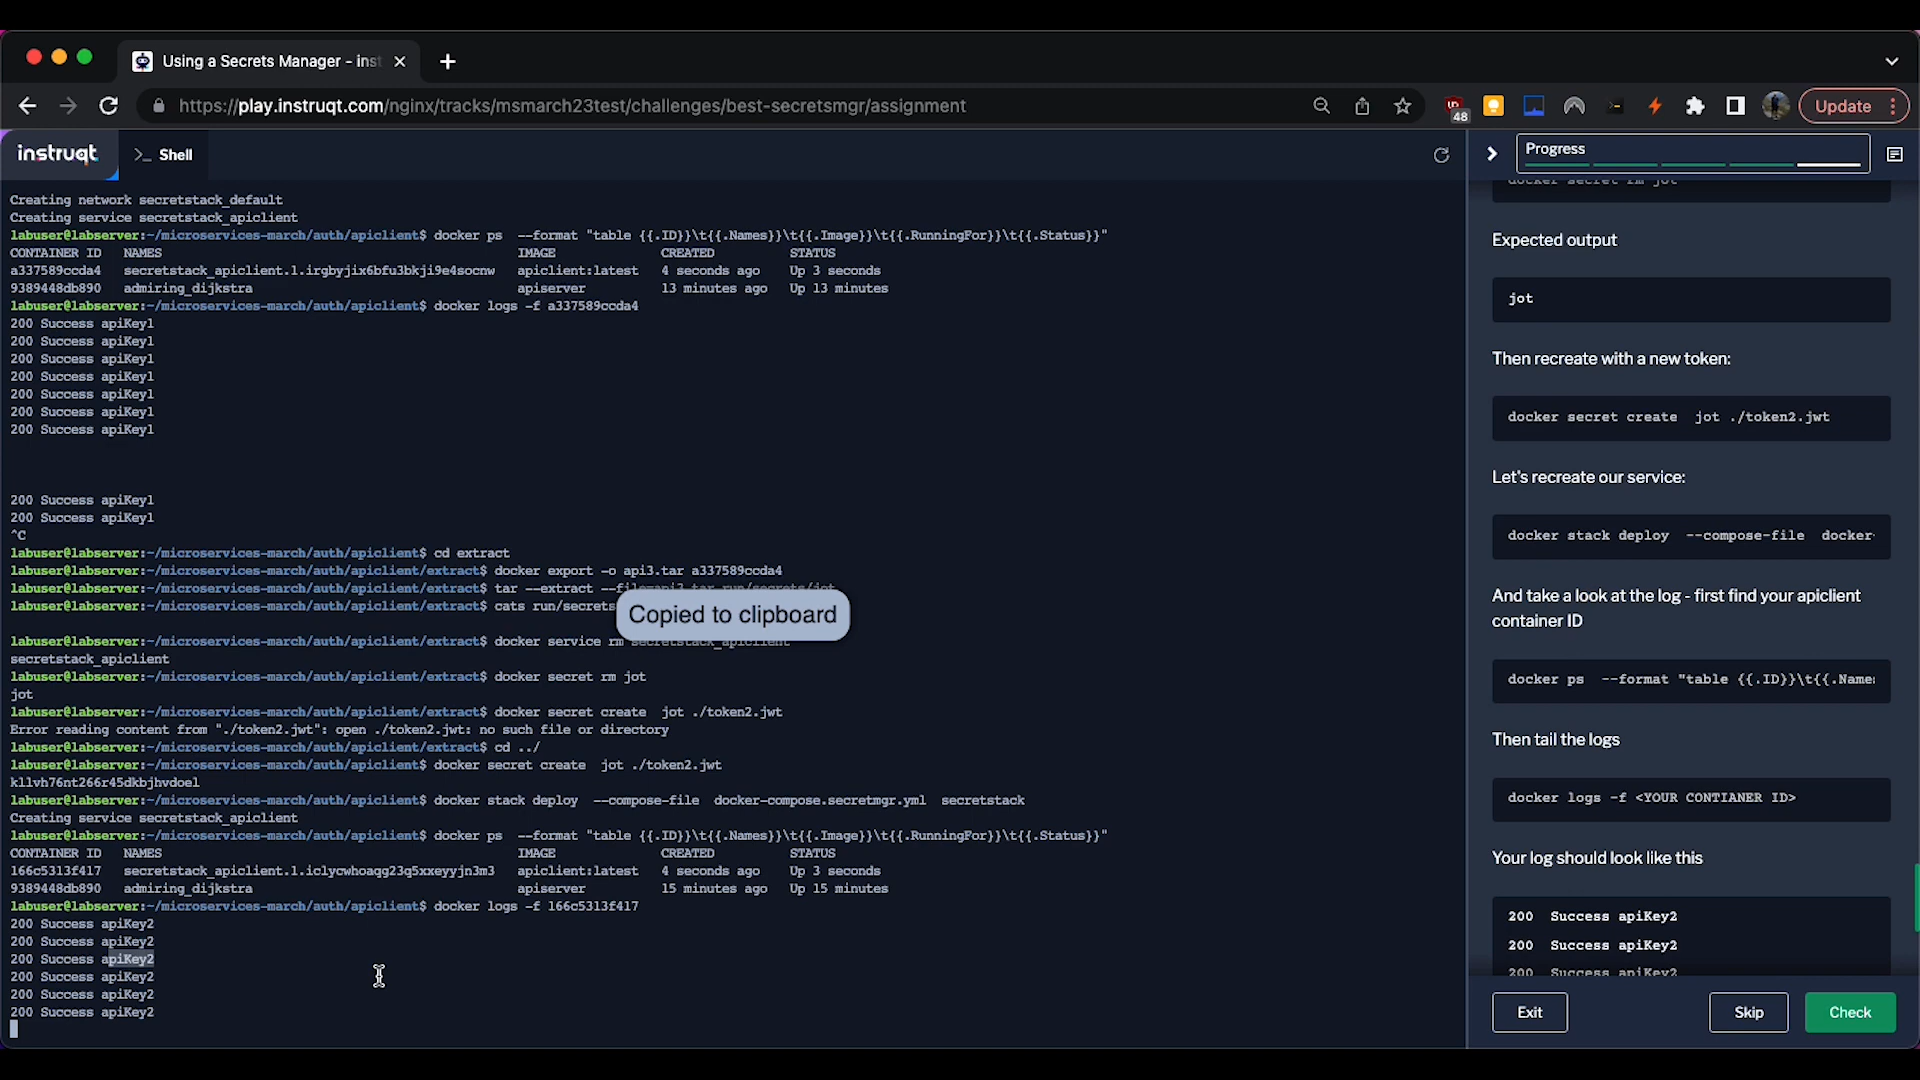 Using a Secrets Manager - inst
https://play.instruqt.com/nginx/tracks/msmarch23test/challenges/best-secretsmgr/assignment
48
Update
instruqt
>_ Shell
Progress
Creating network secretstack_default
Creating service secretstack_apiclient
labuser@labserver:~/microservices-march/auth/apiclient$ docker ps  --format "table {{.ID}}\t{{.Names}}\t{{.Image}}\t{{.RunningFor}}\t{{.Status}}"
CONTAINER ID   NAMES   IMAGE   CREATED   STATUS
a337589ccda4   secretstack_apiclient.1.irgbyjix6bfu3bkji9e4socnw   apiclient:latest   4 seconds ago   Up 3 seconds
9389448db890   admiring_dijkstra   apiserver   13 minutes ago   Up 13 minutes
labuser@labserver:~/microservices-march/auth/apiclient$ docker logs -f a337589ccda4
200 Success apiKey1
200 Success apiKey1
200 Success apiKey1
200 Success apiKey1
200 Success apiKey1
200 Success apiKey1
200 Success apiKey1
200 Success apiKey1
200 Success apiKey1
^C
labuser@labserver:~/microservices-march/auth/apiclient$ cd extract
labuser@labserver:~/microservices-march/auth/apiclient/extract$ docker export -o api3.tar a337589ccda4
labuser@labserver:~/microservices-march/auth/apiclient/extract$ tar --extract --file=api3.tar run/secrets/jot
labuser@labserver:~/microservices-march/auth/apiclient/extract$ cats run/secrets
Copied to clipboard
labuser@labserver:~/microservices-march/auth/apiclient/extract$ docker service rm secretstack_apiclient
secretstack_apiclient
labuser@labserver:~/microservices-march/auth/apiclient/extract$ docker secret rm jot
jot
labuser@labserver:~/microservices-march/auth/apiclient/extract$ docker secret create  jot ./token2.jwt
Error reading content from "./token2.jwt": open ./token2.jwt: no such file or directory
labuser@labserver:~/microservices-march/auth/apiclient/extract$ cd ../
labuser@labserver:~/microservices-march/auth/apiclient$ docker secret create  jot ./token2.jwt
kllvh76nt266r45dkbjhvdoel
labuser@labserver:~/microservices-march/auth/apiclient$ docker stack deploy  --compose-file  docker-compose.secretmgr.yml  secretstack
Creating service secretstack_apiclient
labuser@labserver:~/microservices-march/auth/apiclient$ docker ps  --format "table {{.ID}}\t{{.Names}}\t{{.Image}}\t{{.RunningFor}}\t{{.Status}}"
CONTAINER ID   NAMES   IMAGE   CREATED   STATUS
166c5313f417   secretstack_apiclient.1.iclycwhoaqg23q5xxeyyjn3m3   apiclient:latest   4 seconds ago   Up 3 seconds
9389448db890   admiring_dijkstra   apiserver   15 minutes ago   Up 15 minutes
labuser@labserver:~/microservices-march/auth/apiclient$ docker logs -f 166c5313f417
200 Success apiKey2
200 Success apiKey2
200 Success apiKey2
200 Success apiKey2
200 Success apiKey2
200 Success apiKey2
docker secret rm jot
Expected output
jot
Then recreate with a new token:
docker secret create  jot ./token2.jwt
Let's recreate our service:
docker stack deploy  --compose-file  docker-
And take a look at the log - first find your apiclient
container ID
docker ps  --format "table {{.ID}}\t{{.Name
Then tail the logs
docker logs -f <YOUR CONTIANER ID>
Your log should look like this
200  Success apiKey2
200  Success apiKey2
200  Success apiKey2
Exit
Skip
Check